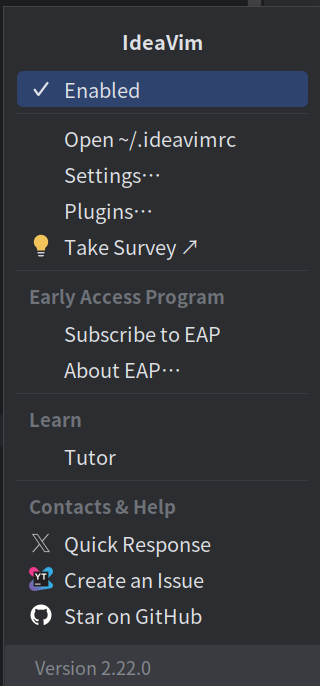 IdeaVim
Enabled
Open ~/.ideavimrc
Settings…
Plugins…
Take Survey ↗
Early Access Program
Subscribe to EAP
About EAP…
Learn
Tutor
Contacts & Help
Quick Response
YT
Create an Issue
Star on GitHub
Version 2.22.0